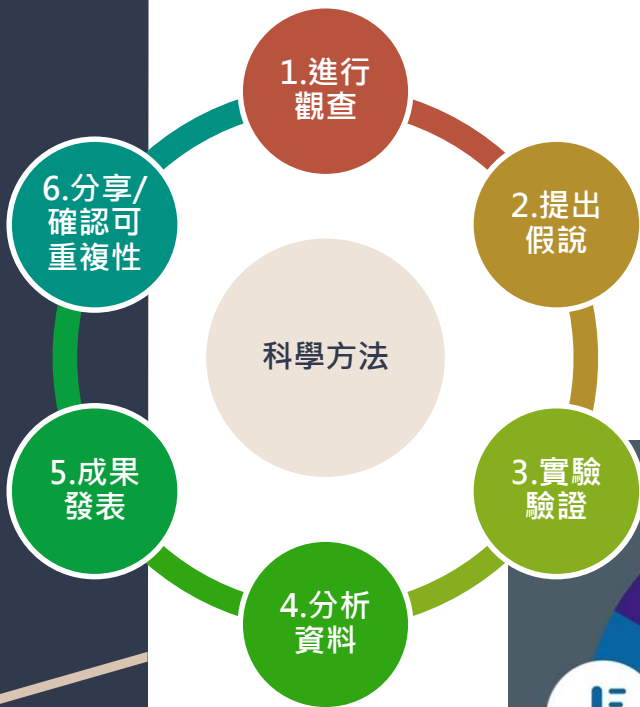 1.進行
觀查
2.提出
假說
3.實驗
驗證
4.分析
資料
5.成果
發表
6.分享/
確認可
重複性
科學方法